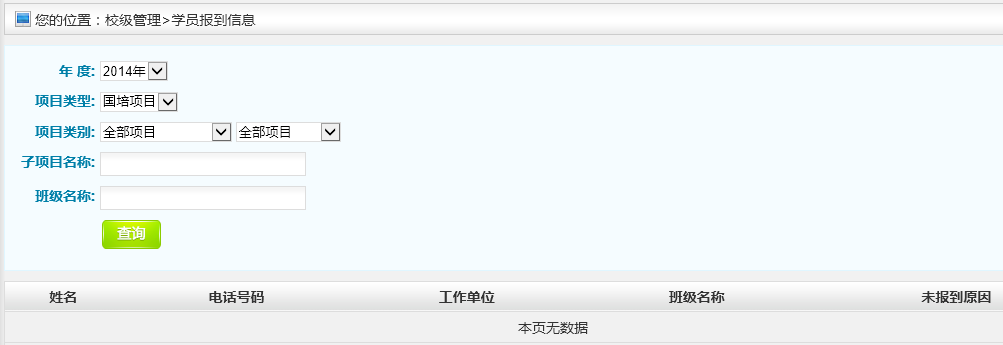 您的位置：校级管理>学员报到信息
年 度: 2014年
项目类型: 国培项目
项目类别: 全部项目 全部项目
子项目名称:
班级名称:
查询
姓名 电话号码 工作单位 班级名称 未报到原因
本页无数据